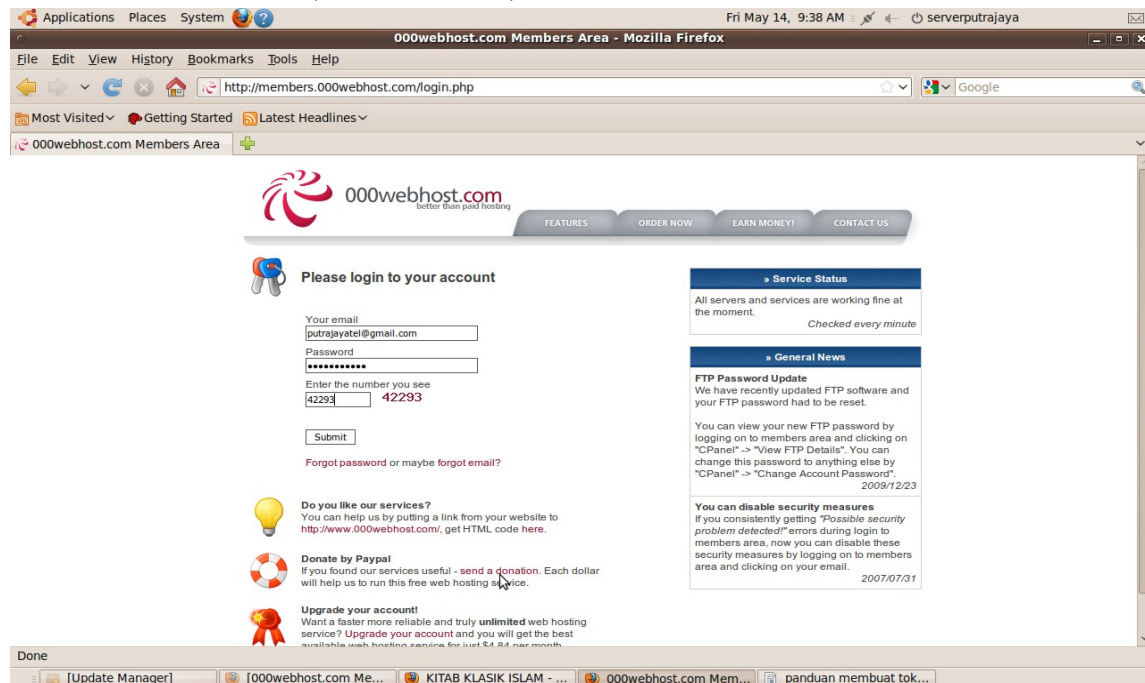 Applications Places System Fri May 14, 9:38 AM serverputrajaya
000webhost.com Members Area - Mozilla Firefox
File Edit View History Bookmarks Tools Help
http://members.000webhost.com/login.php Google
Most Visited Getting Started Latest Headlines
000webhost.com Members Area
000webhost.com
better than paid hosting
FEATURES ORDER NOW EARN MONEY! CONTACT US
Please login to your account
Your email
putrajayatel@gmail.com
Password
•••••••••••
Enter the number you see
42293 42293
Submit
Forgot password or maybe forgot email?
Do you like our services?
You can help us by putting a link from your website to
http://www.000webhost.com/, get HTML code here.
Donate by Paypal
If you found our services useful - send a donation. Each dollar
will help us to run this free web hosting service.
Upgrade your account!
Want a faster more reliable and truly unlimited web hosting
service? Upgrade your account and you will get the best
available web hosting service for just $4.84 per month
» Service Status
All servers and services are working fine at
the moment.
Checked every minute
» General News
FTP Password Update
We have recently updated FTP software and
your FTP password had to be reset.
You can view your new FTP password by
logging on to members area and clicking on
"CPanel" -> "View FTP Details". You can
change this password to anything else by
"CPanel" -> "Change Account Password".
2009/12/23
You can disable security measures
If you consistently getting "Possible security
problem detected!" errors during login to
members area, now you can disable these
security measures by logging on to members
area and clicking on your email.
2007/07/31
Done
[Update Manager] [000webhost.com Me... KITAB KLASIK ISLAM - ... 000webhost.com Mem... panduan membuat tok...